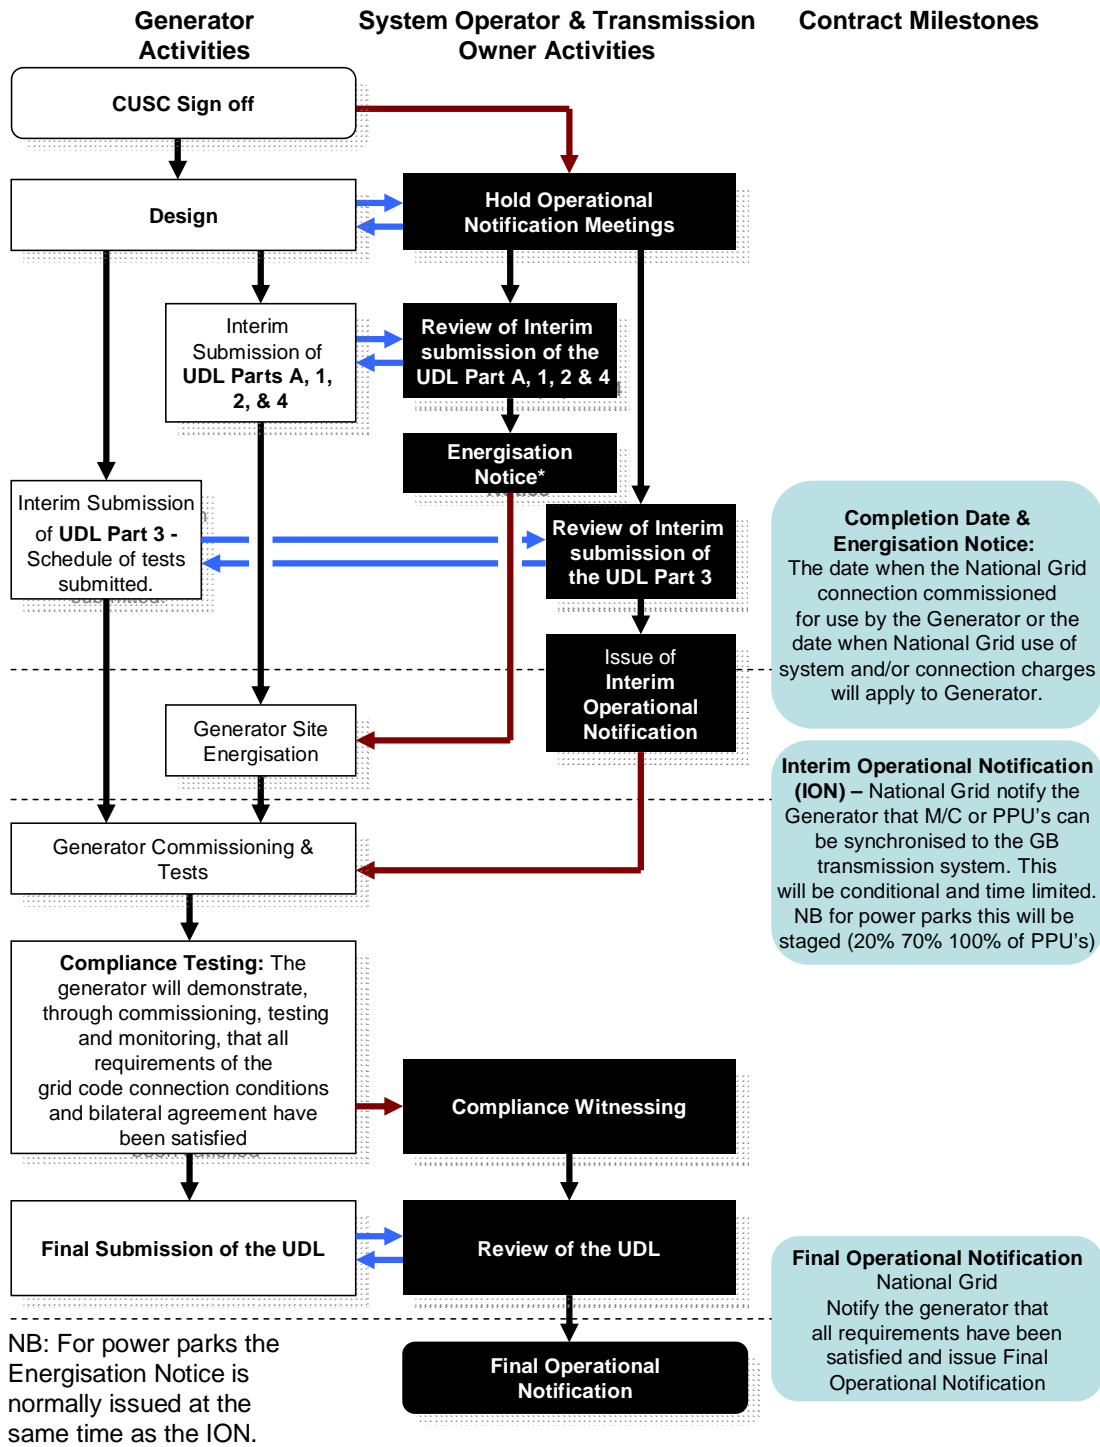 Generator
Activities
System Operator & Transmission
Owner Activities
Contract Milestones
CUSC Sign off
Design
Hold Operational
Notification Meetings
Interim
Submission of
UDL Parts A, 1,
2, & 4
Review of Interim
submission of the
UDL Part A, 1, 2 & 4
Energisation
Notice*
Interim Submission
of UDL Part 3 -
Schedule of tests
submitted.
Review of Interim
submission of
the UDL Part 3
Completion Date &
Energisation Notice:
The date when the National Grid
connection commissioned
for use by the Generator or the
date when National Grid use of
system and/or connection charges
will apply to Generator.
Issue of
Interim
Operational
Notification
Generator Site
Energisation
Interim Operational Notification
(ION) – National Grid notify the
Generator that M/C or PPU's can
be synchronised to the GB
transmission system. This
will be conditional and time limited.
NB for power parks this will be
staged (20% 70% 100% of PPU's)
Generator Commissioning &
Tests
Compliance Testing: The
generator will demonstrate,
through commissioning, testing
and monitoring, that all
requirements of the
grid code connection conditions
and bilateral agreement have
been satisfied
Compliance Witnessing
Final Submission of the UDL
Review of the UDL
Final Operational Notification
National Grid
Notify the generator that
all requirements have been
satisfied and issue Final
Operational Notification
Final Operational
Notification
NB: For power parks the
Energisation Notice is
normally issued at the
same time as the ION.